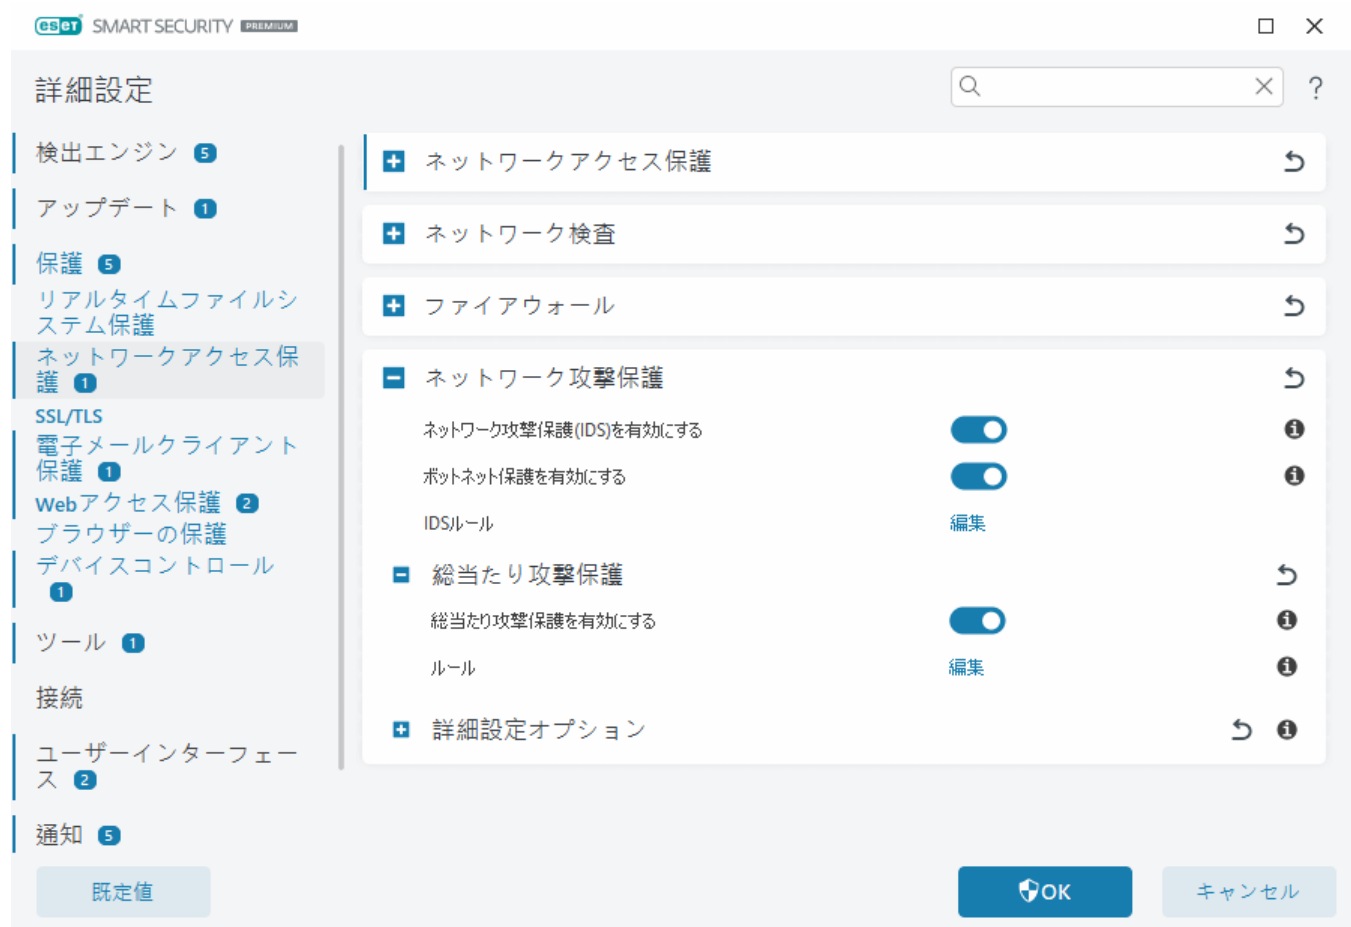 eset SMART SECURITY PREMIUM
詳細設定
?
検出エンジン 5
アップデート 1
保護 5
リアルタイムファイルシ
ステム保護
ネットワークアクセス保
護 1
SSL/TLS
電子メールクライアント
保護 1
Webアクセス保護 2
ブラウザーの保護
デバイスコントロール
1
ツール 1
接続
ユーザーインターフェー
ス 2
通知 5
ネットワークアクセス保護
ネットワーク検査
ファイアウォール
ネットワーク攻撃保護
ネットワーク攻撃保護(IDS)を有効にする
ボットネット保護を有効にする
IDSルール 編集
総当たり攻撃保護
総当たり攻撃保護を有効にする
ルール 編集
詳細設定オプション
既定値
OK
キャンセル